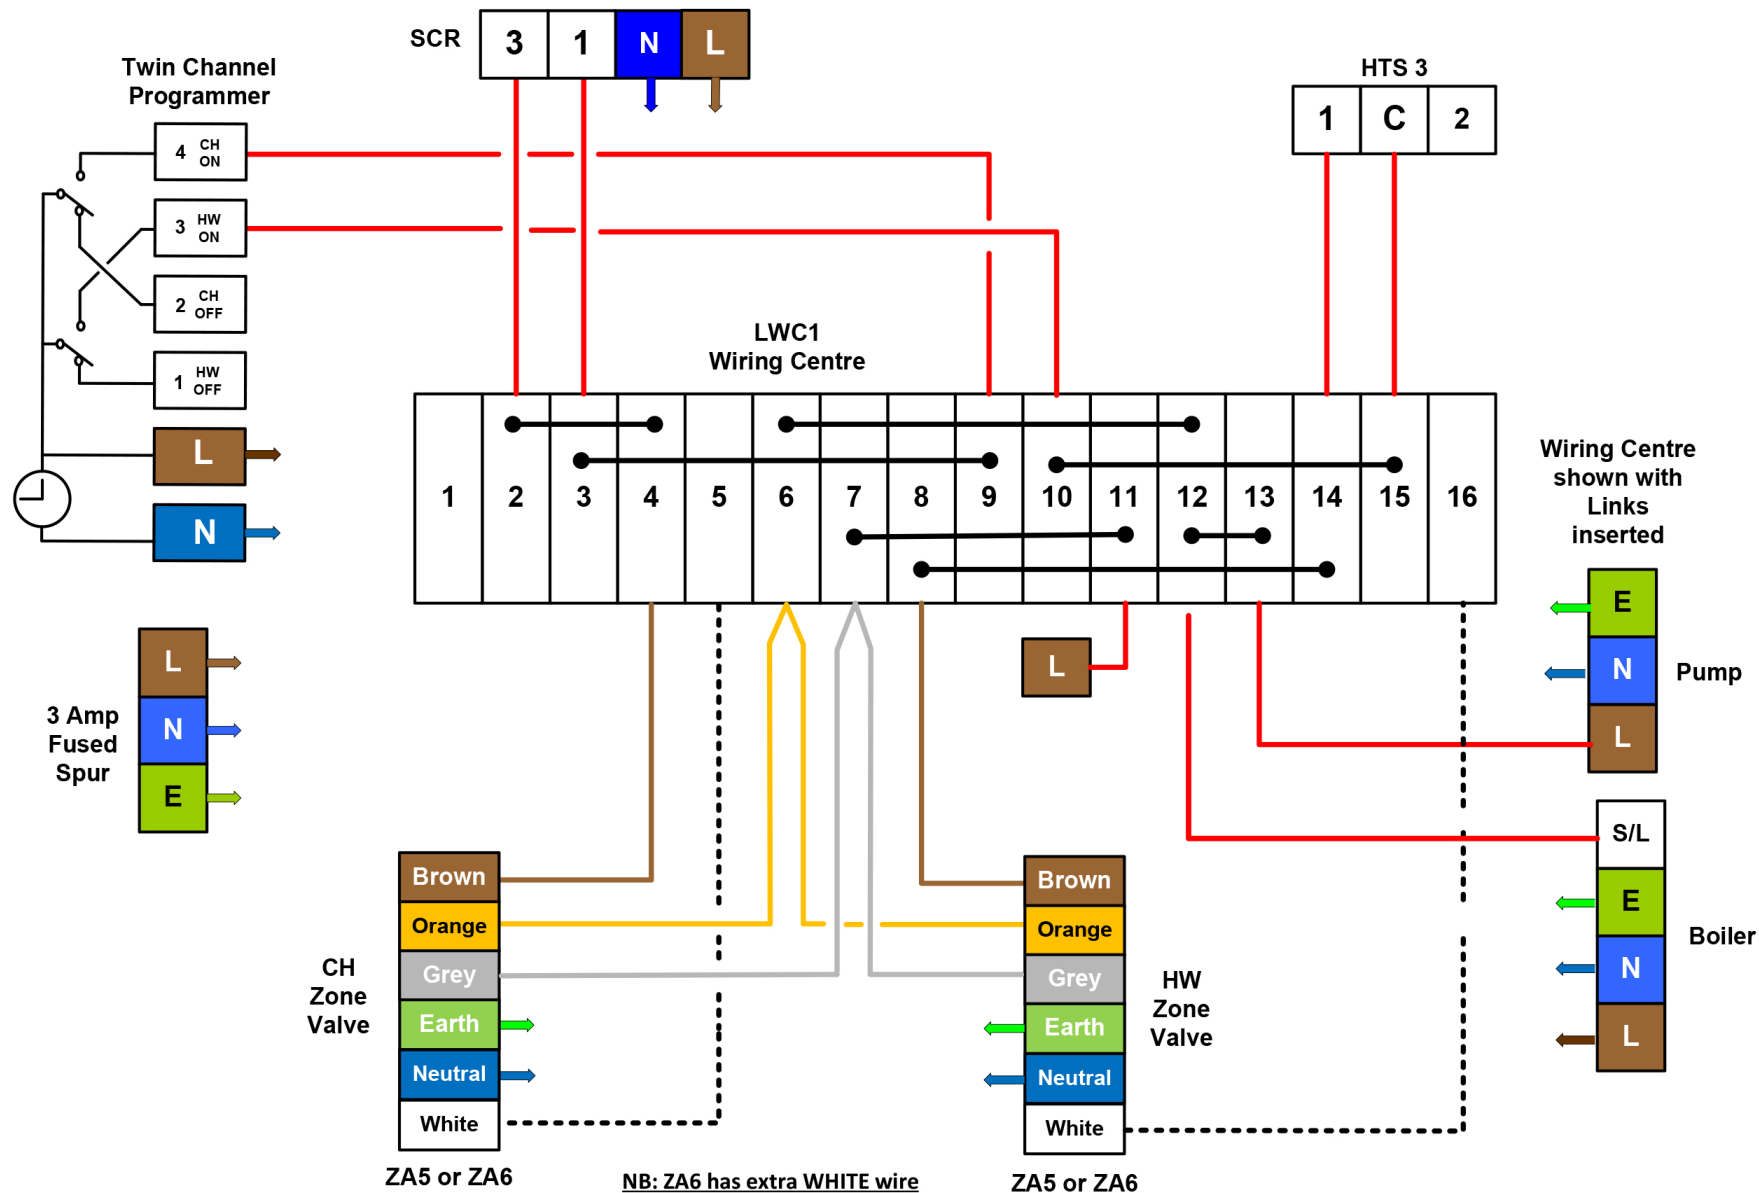 SCR
3 1 N L
Twin Channel
Programmer
HTS 3
1 C 2
4 CH ON
3 HW ON
2 CH OFF
1 HW OFF
L
N
LWC1
Wiring Centre
1 2 3 4 5 6 7 8 9 10 11 12 13 14 15 16
Wiring Centre
shown with
Links
inserted
3 Amp
Fused
Spur
L
N
E
L
E
N
L
Pump
S/L
E
N
L
Boiler
CH
Zone
Valve
Brown
Orange
Grey
Earth
Neutral
White
ZA5 or ZA6
HW
Zone
Valve
Brown
Orange
Grey
Earth
Neutral
White
ZA5 or ZA6
NB: ZA6 has extra WHITE wire